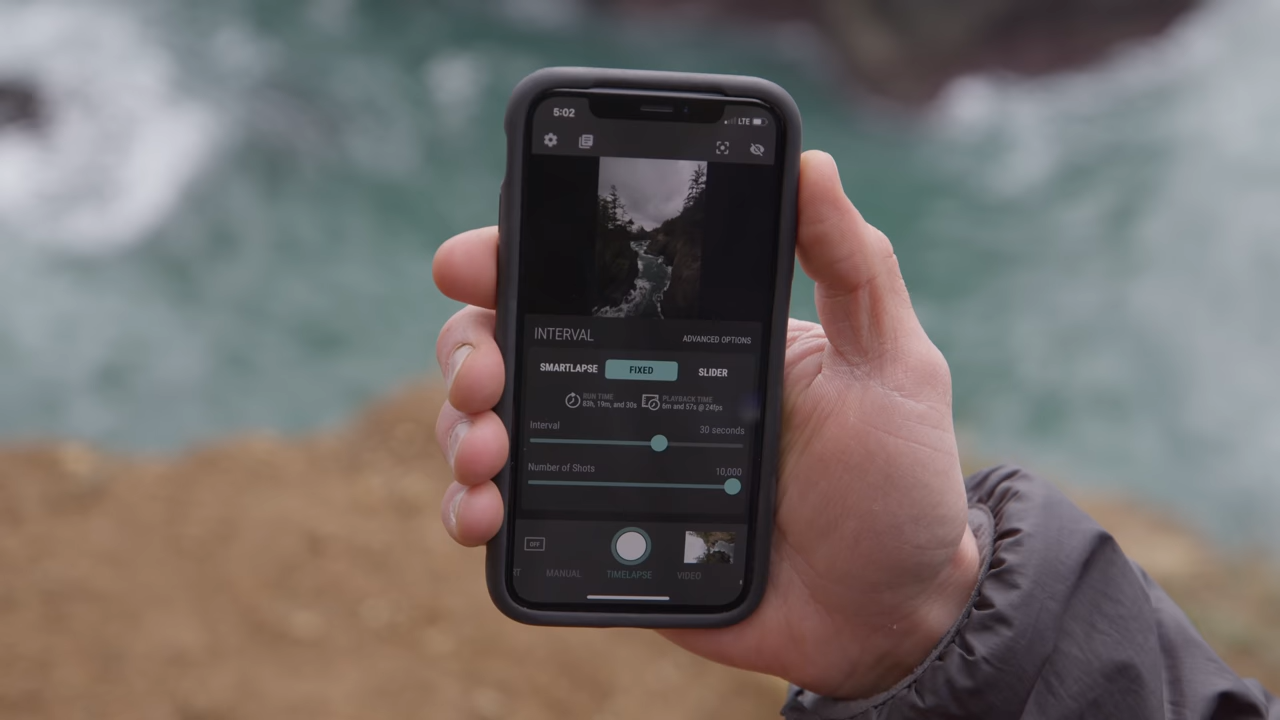 5:02
LTE
INTERVAL
ADVANCED OPTIONS
SMARTLAPSE FIXED SLIDER
RUN TIME
83h, 19m, and 30s
PLAYBACK TIME
6m and 57s @ 24fps
Interval 30 seconds
Number of Shots 10,000
OFF
RT MANUAL TIMELAPSE VIDEO